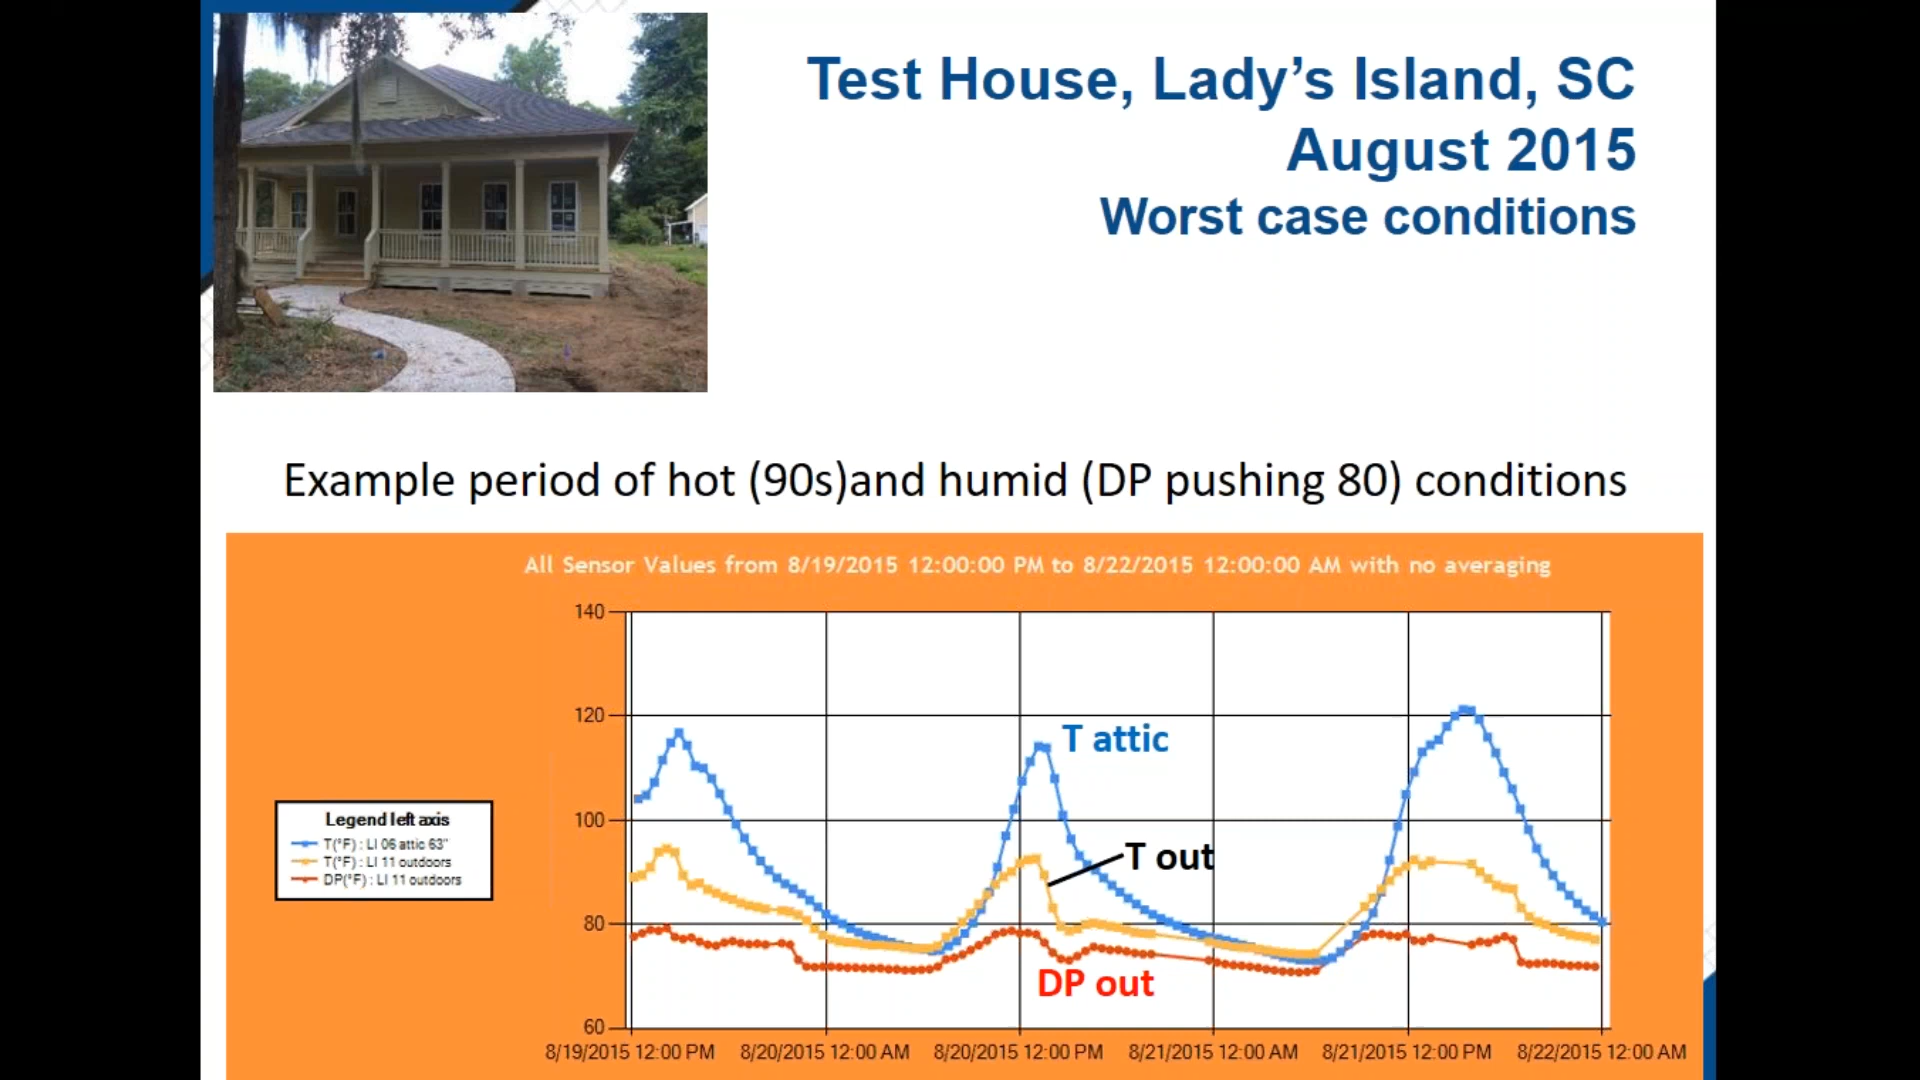 Test House, Lady's Island, SC
August 2015
Worst case conditions
Example period of hot (90s)and humid (DP pushing 80) conditions
All Sensor Values from 8/19/2015 12:00:00 PM to 8/22/2015 12:00:00 AM with no averaging
140
120
100
80
60
T attic
T out
DP out
Legend left axis
T(°F) : LI 06 attic 63"
T(°F) : LI 11 outdoors
DP(°F) : LI 11 outdoors
8/19/2015 12:00 PM
8/20/2015 12:00 AM
8/20/2015 12:00 PM
8/21/2015 12:00 AM
8/21/2015 12:00 PM
8/22/2015 12:00 AM